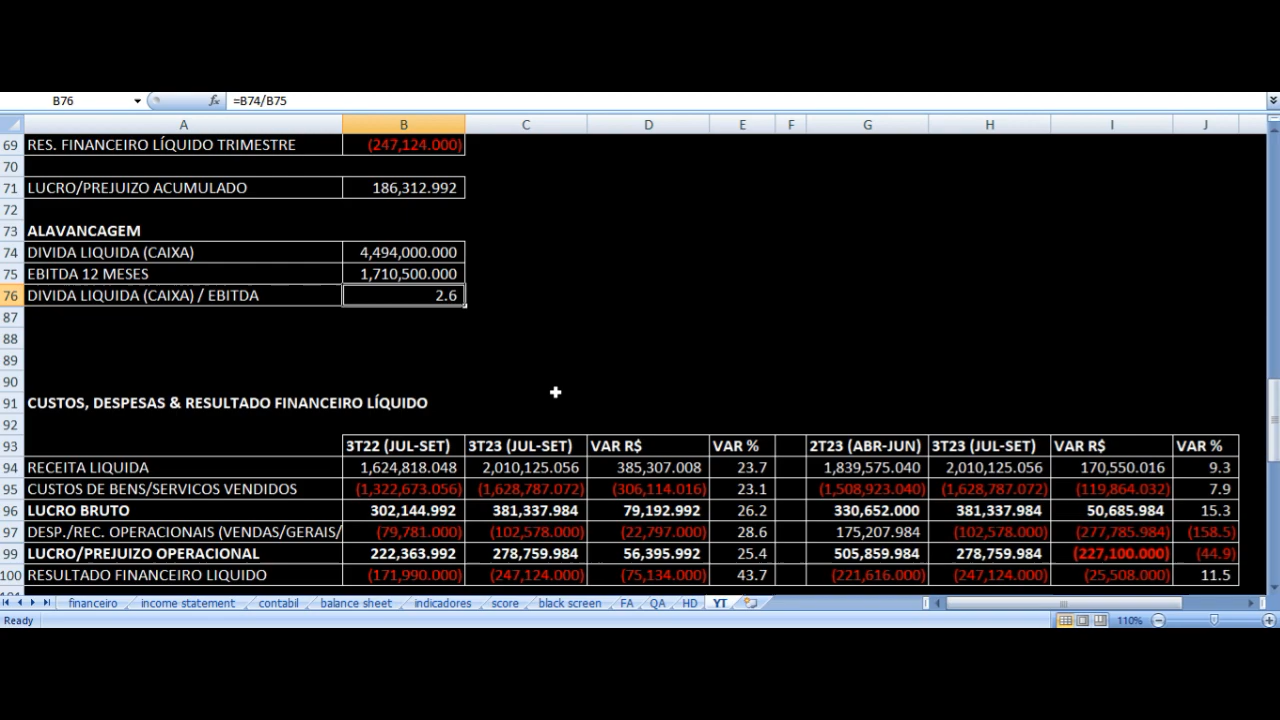 B76 fx =B74/B75
A B C D E F G H I J
69 RES. FINANCEIRO LÍQUIDO TRIMESTRE (247,124.000)
70
71 LUCRO/PREJUIZO ACUMULADO 186,312.992
72
73 ALAVANCAGEM
74 DIVIDA LIQUIDA (CAIXA) 4,494,000.000
75 EBITDA 12 MESES 1,710,500.000
76 DIVIDA LIQUIDA (CAIXA) / EBITDA 2.6
87
88
89
90
91 CUSTOS, DESPESAS & RESULTADO FINANCEIRO LÍQUIDO
92
93 3T22 (JUL-SET) 3T23 (JUL-SET) VAR R$ VAR % 2T23 (ABR-JUN) 3T23 (JUL-SET) VAR R$ VAR %
94 RECEITA LIQUIDA 1,624,818.048 2,010,125.056 385,307.008 23.7 1,839,575.040 2,010,125.056 170,550.016 9.3
95 CUSTOS DE BENS/SERVICOS VENDIDOS (1,322,673.056) (1,628,787.072) (306,114.016) 23.1 (1,508,923.040) (1,628,787.072) (119,864.032) 7.9
96 LUCRO BRUTO 302,144.992 381,337.984 79,192.992 26.2 330,652.000 381,337.984 50,685.984 15.3
97 DESP./REC. OPERACIONAIS (VENDAS/GERAIS/ (79,781.000) (102,578.000) (22,797.000) 28.6 175,207.984 (102,578.000) (277,785.984) (158.5)
99 LUCRO/PREJUIZO OPERACIONAL 222,363.992 278,759.984 56,395.992 25.4 505,859.984 278,759.984 (227,100.000) (44.9)
100 RESULTADO FINANCEIRO LIQUIDO (171,990.000) (247,124.000) (75,134.000) 43.7 (221,616.000) (247,124.000) (25,508.000) 11.5
financeiro income statement contabil balance sheet indicadores score black screen FA QA HD YT
Ready 110%